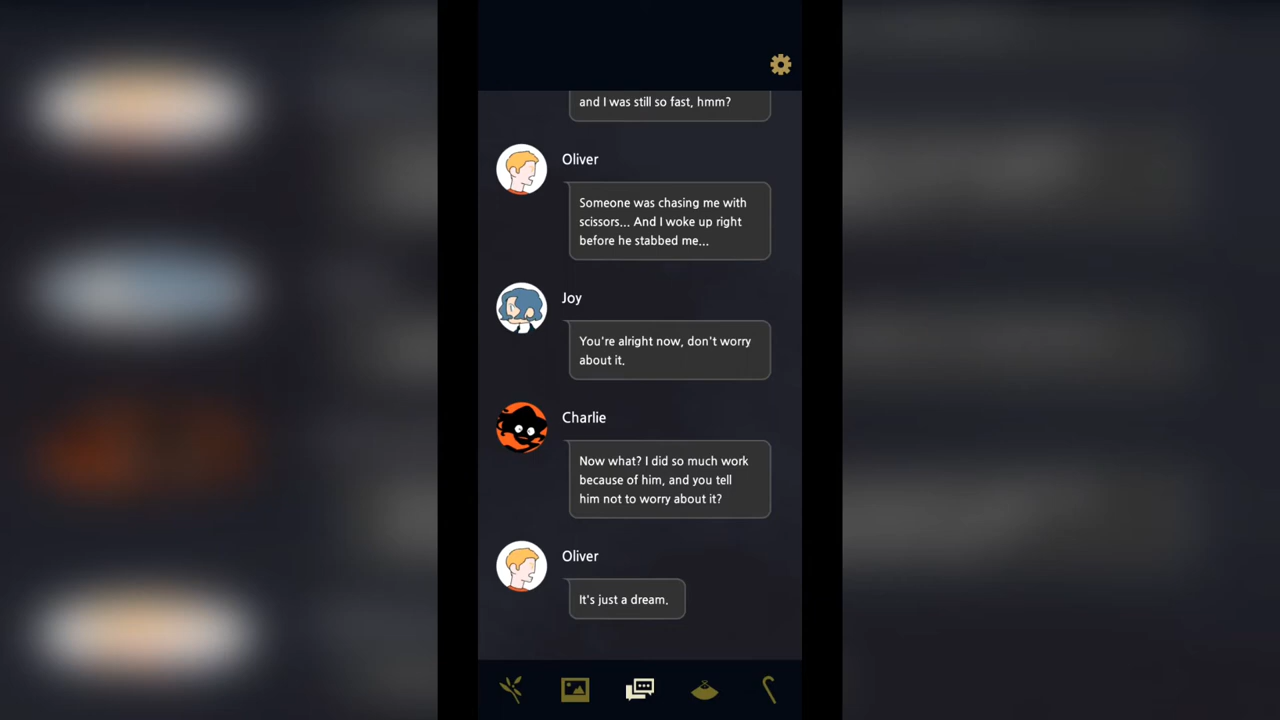 and I was still so fast, hmm?
Oliver
Someone was chasing me with
scissors... And I woke up right
before he stabbed me...
Joy
You're alright now, don't worry
about it.
Charlie
Now what? I did so much work
because of him, and you tell
him not to worry about it?
Oliver
It's just a dream.